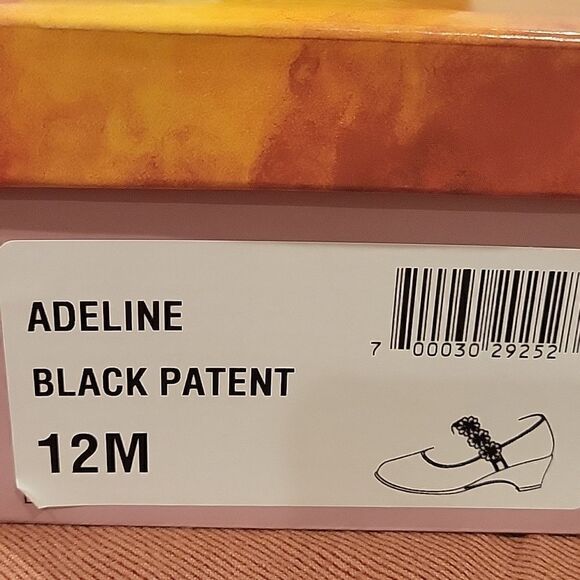 ADELINE
7 00030 29252
BLACK PATENT
12M